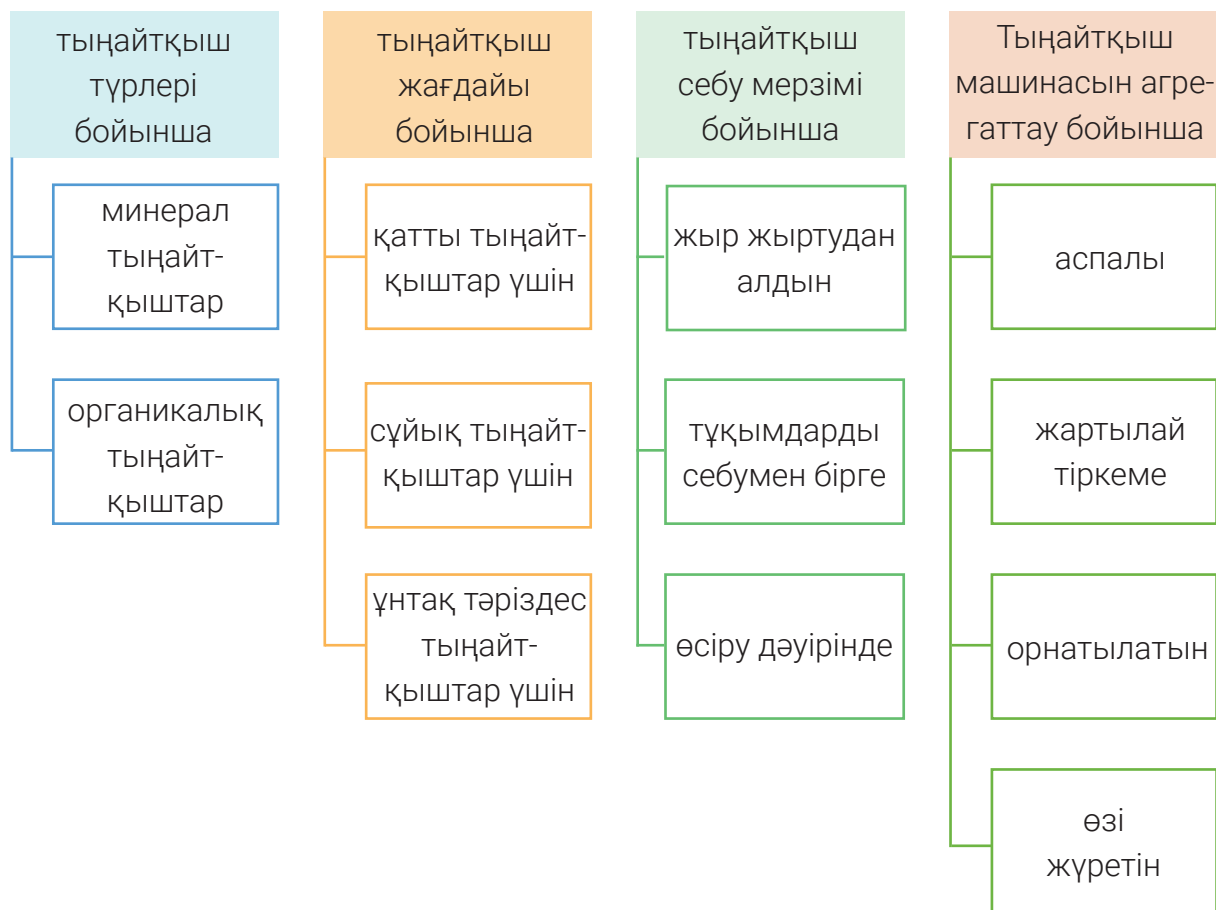 тыңайтқыш
түрлері
бойынша
минерал
тыңайт-
қыштар
органикалық
тыңайт-
қыштар
тыңайтқыш
жағдайы
бойынша
қатты тыңайт-
қыштар үшін
сұйық тыңайт-
қыштар үшін
ұнтақ тәріздес
тыңайт-
қыштар үшін
тыңайтқыш
себу мерзімі
бойынша
жыр жыртудан
алдын
тұқымдарды
себумен бірге
өсіру дәуірінде
Тыңайтқыш
машинасын агре-
гаттау бойынша
аспалы
жартылай
тіркеме
орнатылатын
өзі
жүретін